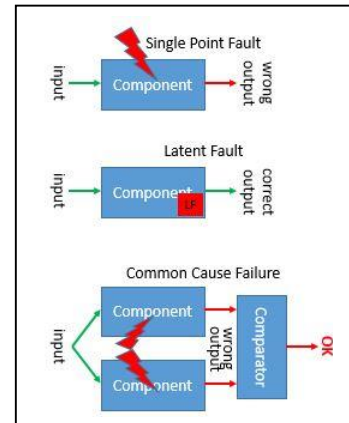 Single Point Fault
input
Component
wrong
output
Latent Fault
input
Component
LF
correct
output
Common Cause Failure
input
Component
Component
wrong
output
Comparator
OK